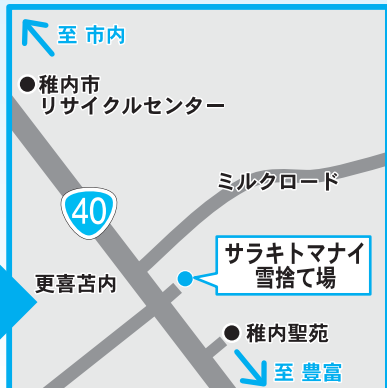 至 市内
稚内市
リサイクルセンター
ミルクロード
40
サラキトマナイ
雪捨て場
更喜苫内
稚内聖苑
至 豊富